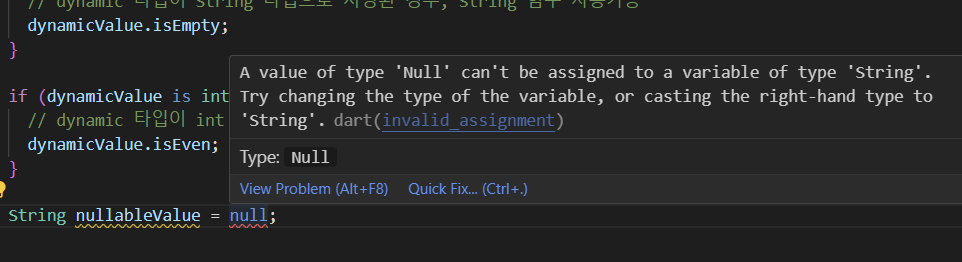 // dynamic 타입이 String 타입으로 지정된 경우, String 함수 사용가능
dynamicValue.isEmpty;
}
if (dynamicValue is int
// dynamic 타입이 int
dynamicValue.isEven;
}
A value of type 'Null' can't be assigned to a variable of type 'String'.
Try changing the type of the variable, or casting the right-hand type to
'String'. dart(invalid_assignment)
Type: Null
View Problem (Alt+F8) Quick Fix... (Ctrl+.)
String nullableValue = null;